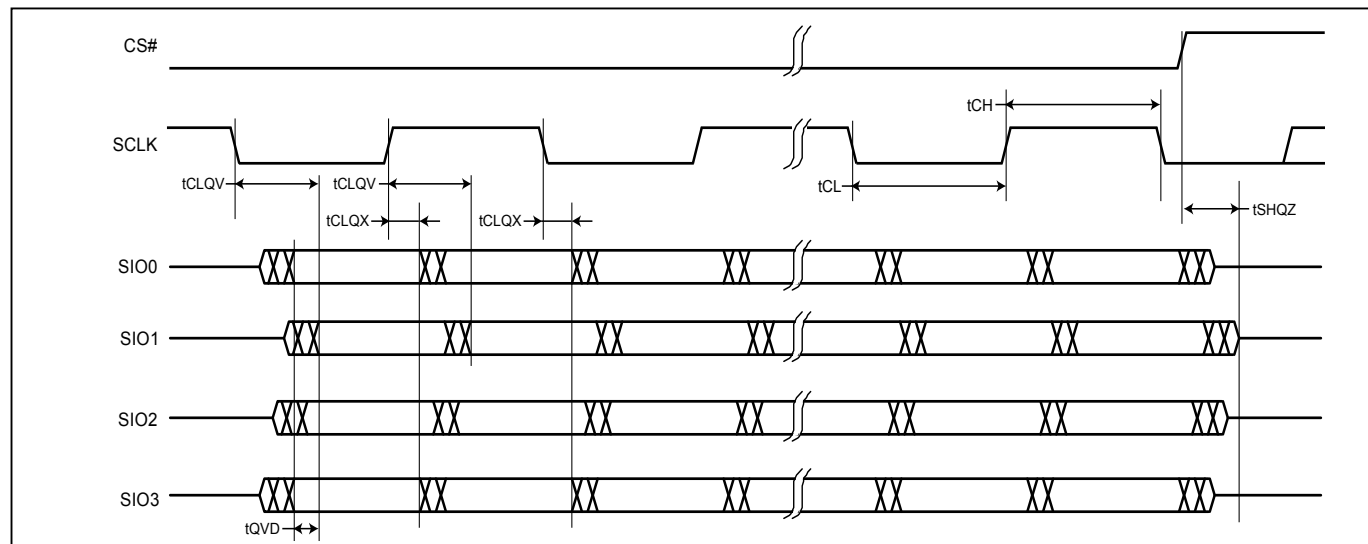 CS#
tCH
SCLK
tCLQV
tCLQV
tCL
tSHQZ
tCLQX
tCLQX
SIO0
SIO1
SIO2
SIO3
tQVD